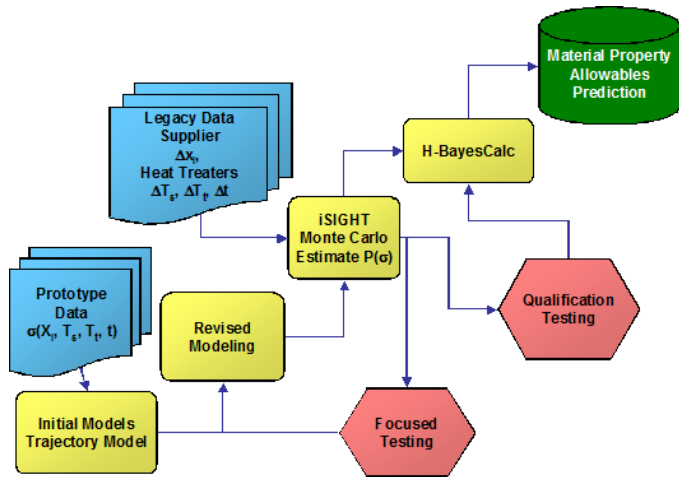 Material Property
Allowables
Prediction
Legacy Data
Supplier
Δxᵢ,
Heat Treaters
ΔTₛ, ΔTₜ, Δt
H-BayesCalc
iSIGHT
Monte Carlo
Estimate P(σ)
Prototype
Data
σ(Xᵢ, Tₛ, Tₜ, t)
Revised
Modeling
Qualification
Testing
Initial Models
Trajectory Model
Focused
Testing